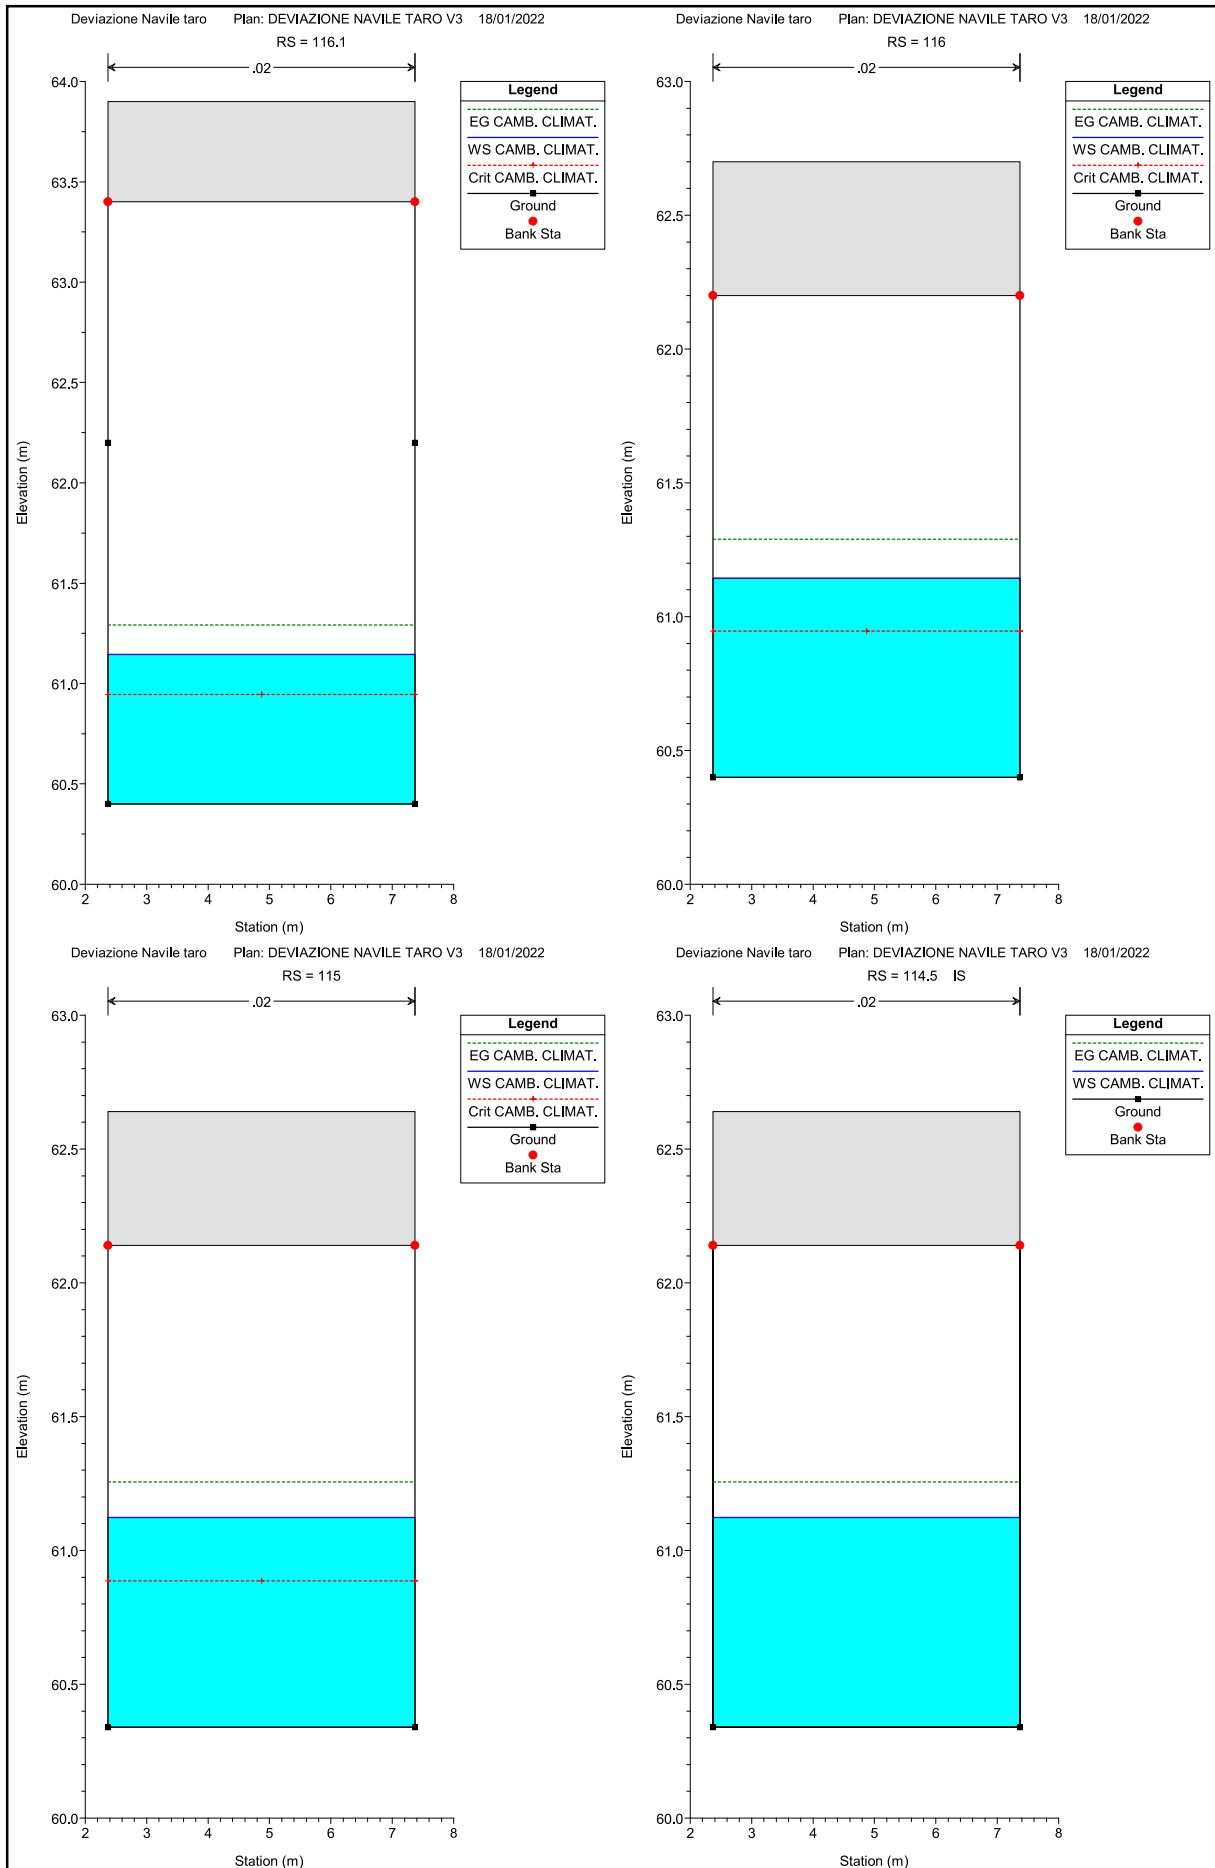 Deviazione Navile taro Plan: DEVIAZIONE NAVILE TARO V3 18/01/2022
RS = 116.1
.02
64.0
63.5
63.0
62.5
62.0
61.5
61.0
60.5
60.0
2 3 4 5 6 7 8
Station (m)
Elevation (m)
Legend
EG CAMB. CLIMAT.
WS CAMB. CLIMAT.
Crit CAMB. CLIMAT.
Ground
Bank Sta
Deviazione Navile taro Plan: DEVIAZIONE NAVILE TARO V3 18/01/2022
RS = 116
.02
63.0
62.5
62.0
61.5
61.0
60.5
60.0
2 3 4 5 6 7 8
Station (m)
Elevation (m)
Legend
EG CAMB. CLIMAT.
WS CAMB. CLIMAT.
Crit CAMB. CLIMAT.
Ground
Bank Sta
Deviazione Navile taro Plan: DEVIAZIONE NAVILE TARO V3 18/01/2022
RS = 115
.02
63.0
62.5
62.0
61.5
61.0
60.5
60.0
2 3 4 5 6 7 8
Station (m)
Elevation (m)
Legend
EG CAMB. CLIMAT.
WS CAMB. CLIMAT.
Crit CAMB. CLIMAT.
Ground
Bank Sta
Deviazione Navile taro Plan: DEVIAZIONE NAVILE TARO V3 18/01/2022
RS = 114.5 IS
.02
63.0
62.5
62.0
61.5
61.0
60.5
60.0
2 3 4 5 6 7 8
Station (m)
Elevation (m)
Legend
EG CAMB. CLIMAT.
WS CAMB. CLIMAT.
Ground
Bank Sta